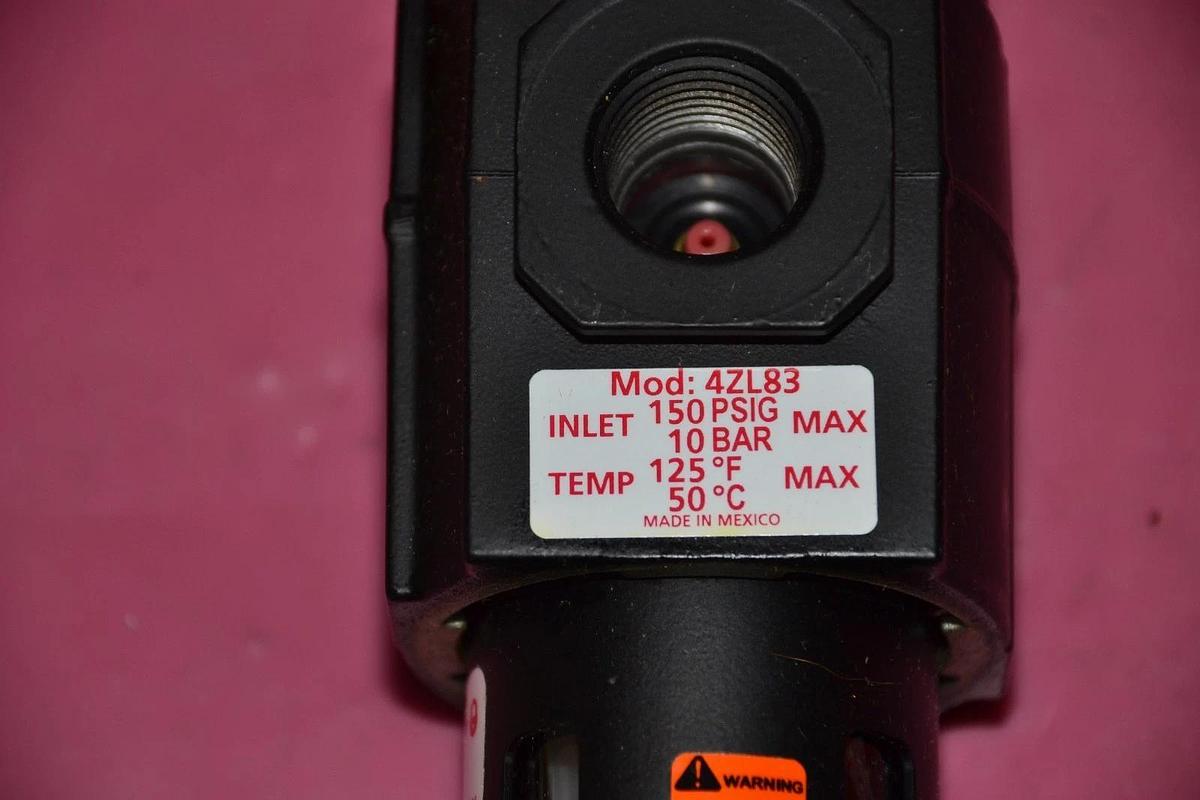 Mod: 4ZL83
INLET 150 PSIG MAX
10 BAR
TEMP 125 °F MAX
50 °C
MADE IN MEXICO
WARNING